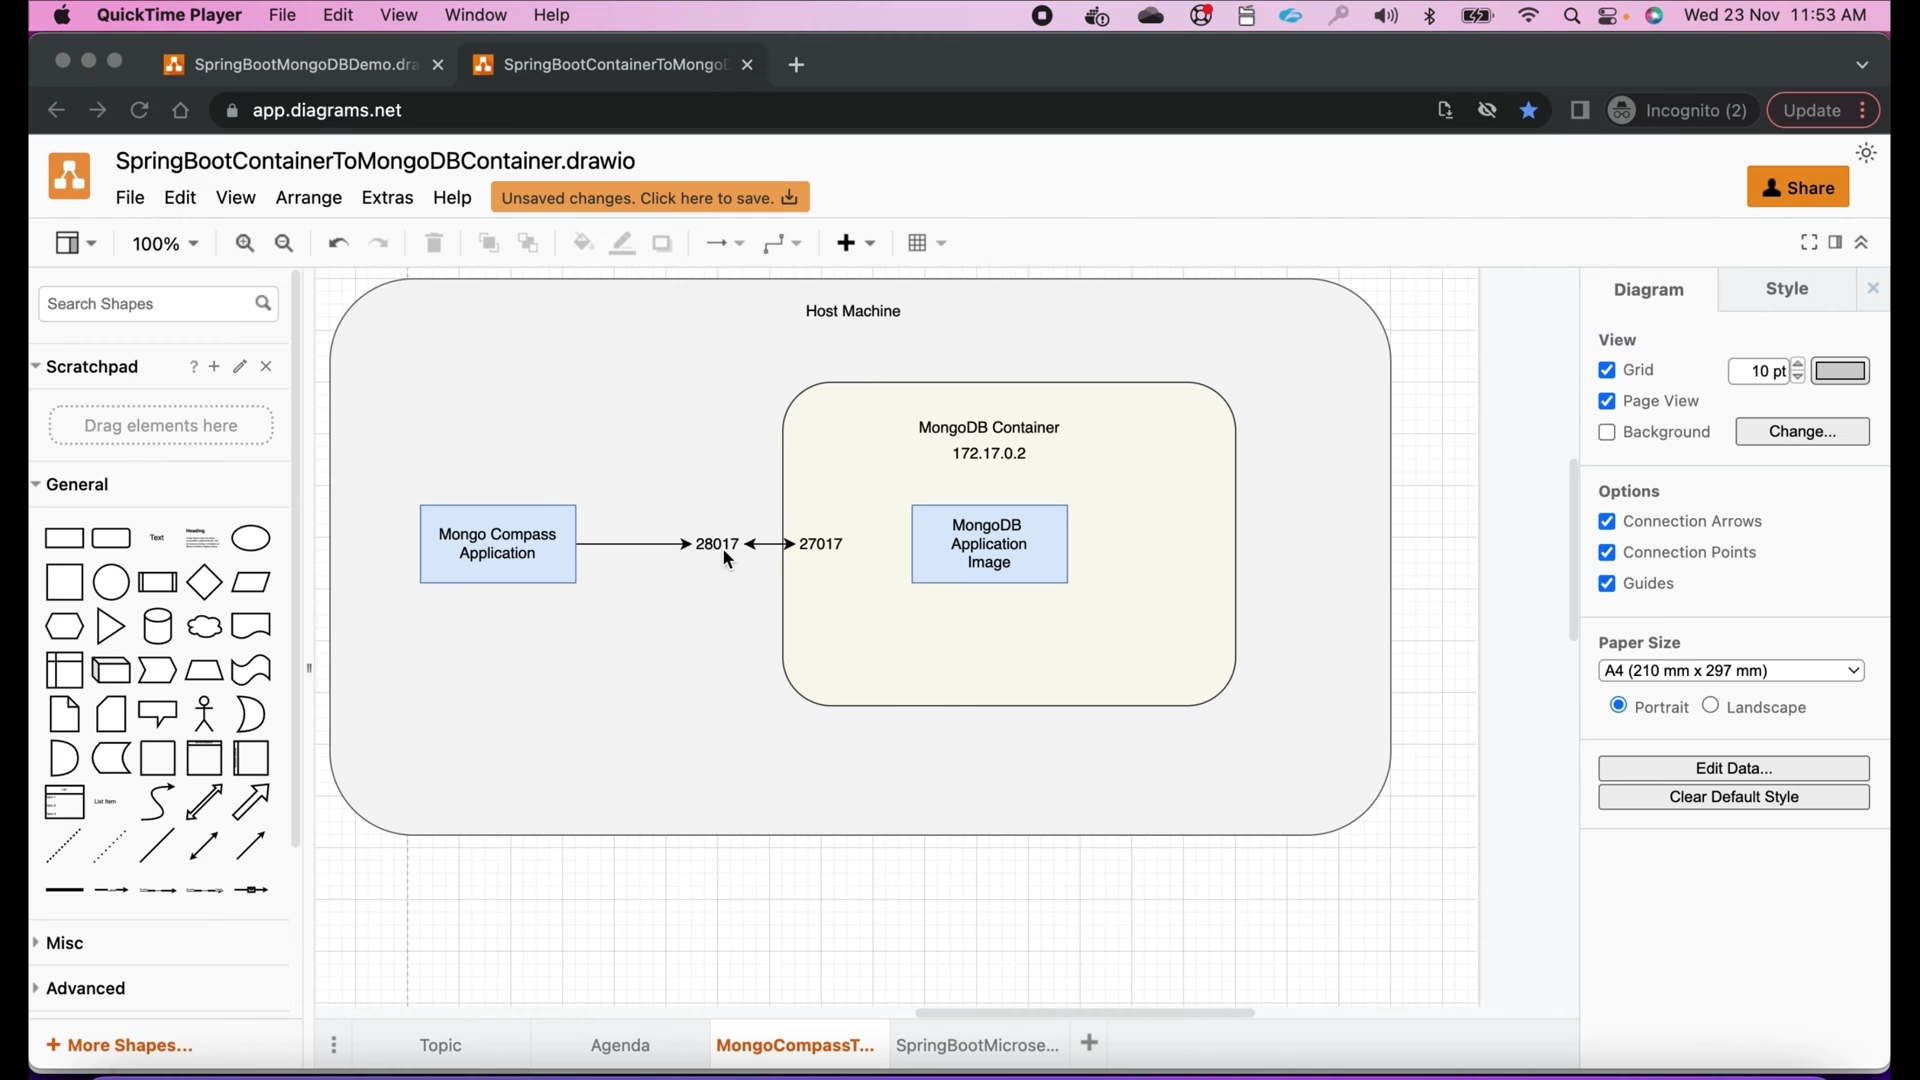 QuickTime Player File Edit View Window Help Wed 23 Nov 11:53 AM
SpringBootMongoDBDemo.dra SpringBootContainerToMongoD
app.diagrams.net Incognito (2) Update
SpringBootContainerToMongoDBContainer.drawio
File Edit View Arrange Extras Help Unsaved changes. Click here to save. Share
100%
Search Shapes
Scratchpad ?
Drag elements here
General
Text
Heading
List Item
Misc
Advanced
+ More Shapes...
Host Machine
MongoDB Container
172.17.0.2
Mongo Compass
Application
28017 27017
MongoDB
Application
Image
Diagram Style
View
Grid 10 pt
Page View
Background Change...
Options
Connection Arrows
Connection Points
Guides
Paper Size
A4 (210 mm x 297 mm)
Portrait Landscape
Edit Data...
Clear Default Style
Topic Agenda MongoCompassT... SpringBootMicrose...